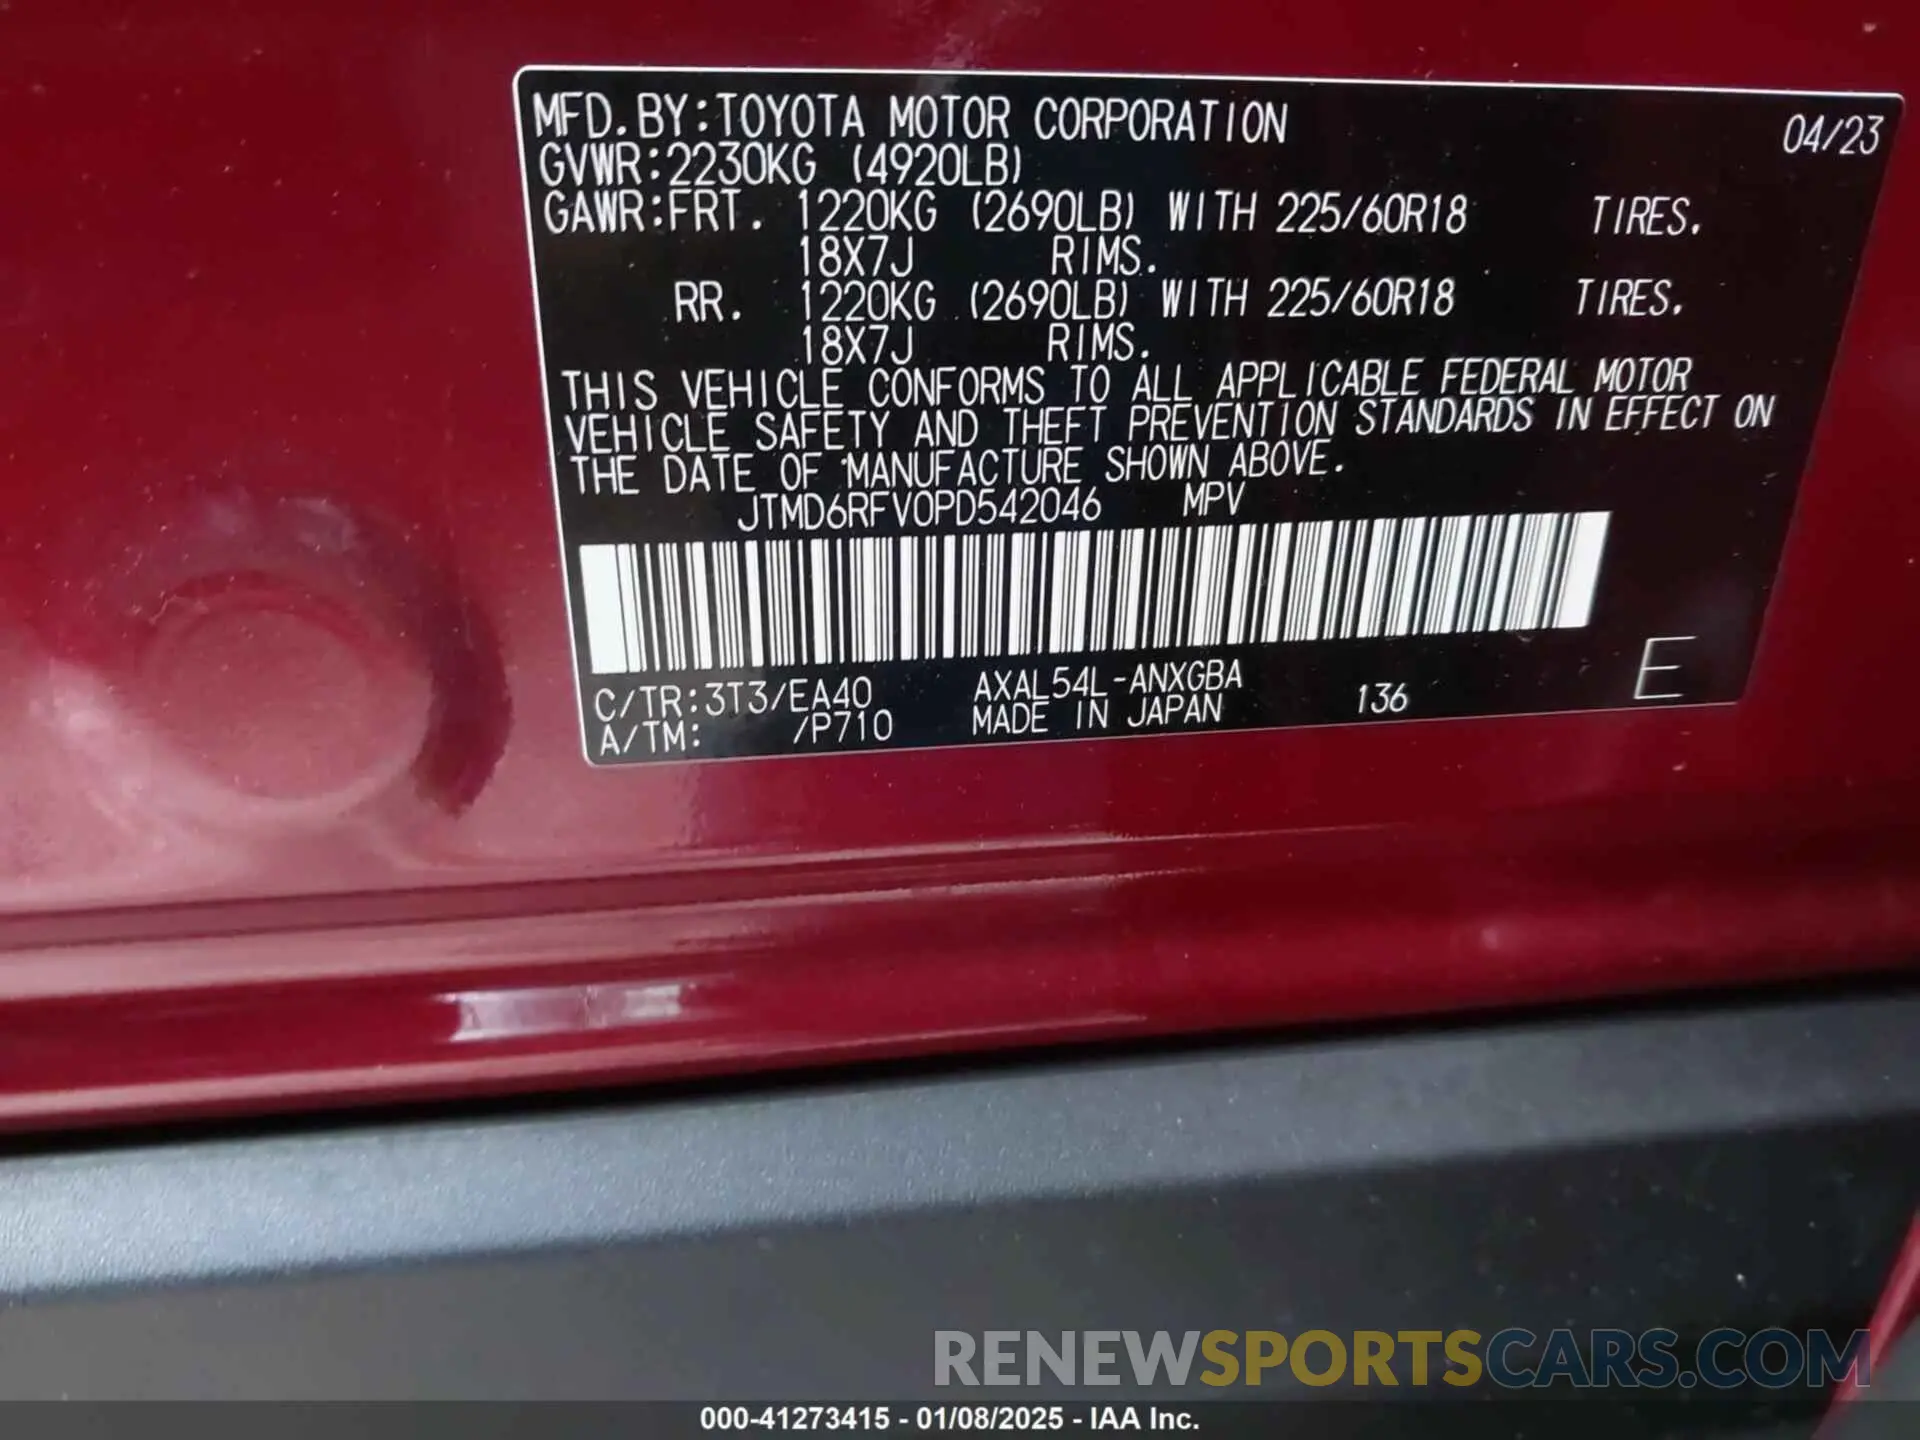 MFD.BY:TOYOTA MOTOR CORPORATION 04/23
GVWR:2230KG (4920LB)
GAWR:FRT. 1220KG (2690LB) WITH 225/60R18 TIRES.
18X7J RIMS.
RR. 1220KG (2690LB) WITH 225/60R18 TIRES.
18X7J RIMS.
THIS VEHICLE CONFORMS TO ALL APPLICABLE FEDERAL MOTOR
VEHICLE SAFETY AND THEFT PREVENTION STANDARDS IN EFFECT ON
THE DATE OF MANUFACTURE SHOWN ABOVE.
JTMD6RFV0PD542046 MPV
C/TR:3T3/EA40 AXAL54L-ANXGBA 136 E
A/TM: /P710 MADE IN JAPAN
RENEWSPORTSCARS.COM
000-41273415 - 01/08/2025 - IAA Inc.